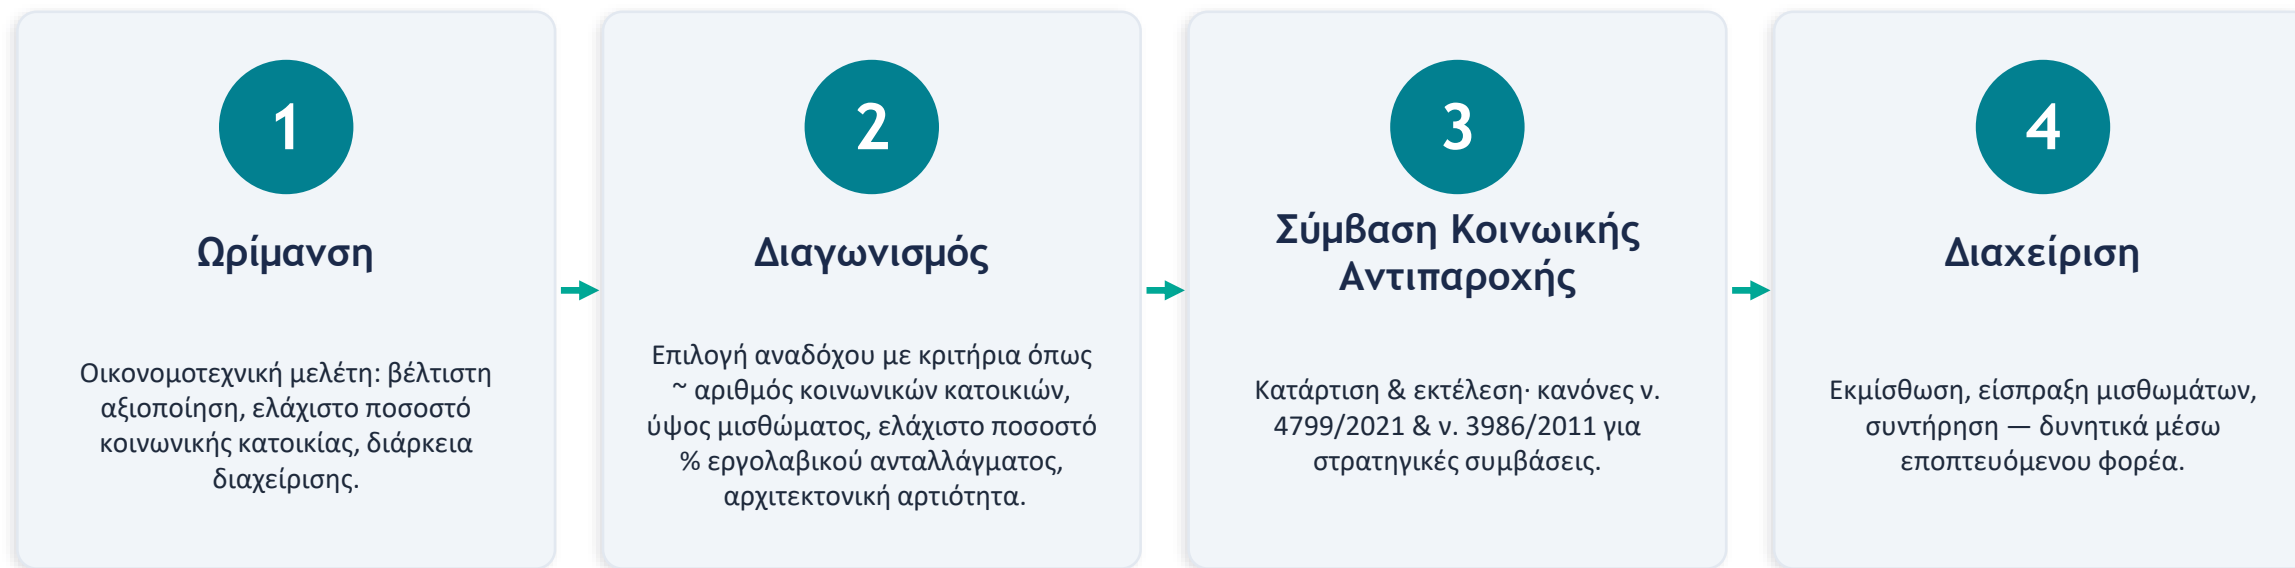 1
Ωρίμανση
Οικονομοτεχνική μελέτη: βέλτιστη
αξιοποίηση, ελάχιστο ποσοστό
κοινωνικής κατοικίας, διάρκεια
διαχείρισης.
2
Διαγωνισμός
Επιλογή αναδόχου με κριτήρια όπως
~ αριθμός κοινωνικών κατοικιών,
ύψος μισθώματος, ελάχιστο ποσοστό
% εργολαβικού ανταλλάγματος,
αρχιτεκτονική αρτιότητα.
3
Σύμβαση Κοινωικής
Αντιπαροχής
Κατάρτιση & εκτέλεση· κανόνες ν.
4799/2021 & ν. 3986/2011 για
στρατηγικές συμβάσεις.
4
Διαχείριση
Εκμίσθωση, είσπραξη μισθωμάτων,
συντήρηση — δυνητικά μέσω
εποπτευόμενου φορέα.